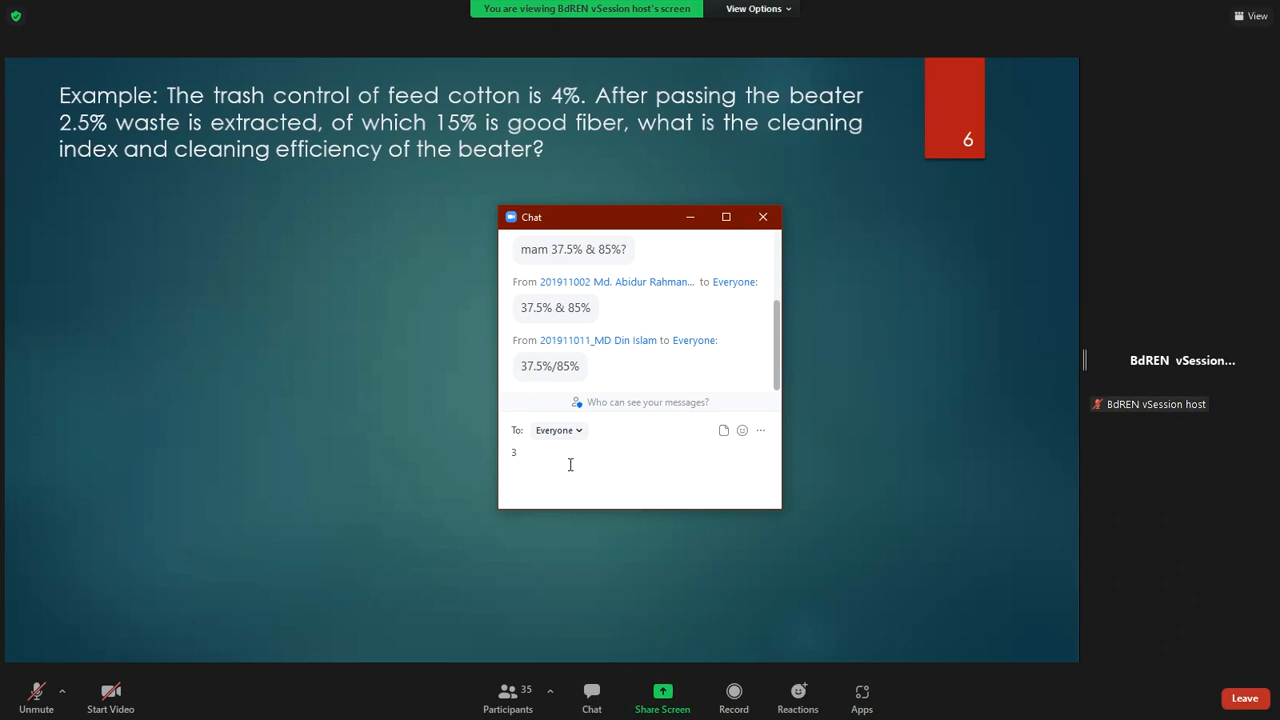 You are viewing BdREN vSession host's screen
View Options
View
Example: The trash control of feed cotton is 4%. After passing the beater
2.5% waste is extracted, of which 15% is good fiber, what is the cleaning
index and cleaning efficiency of the beater?
6
Chat
mam 37.5% & 85%?
From 201911002 Md. Abidur Rahman... to Everyone:
37.5% & 85%
From 201911011_MD Din Islam to Everyone:
37.5%/85%
Who can see your messages?
To: Everyone
3
BdREN vSession...
BdREN vSession host
Unmute
Start Video
35
Participants
Chat
Share Screen
Record
Reactions
Apps
Leave